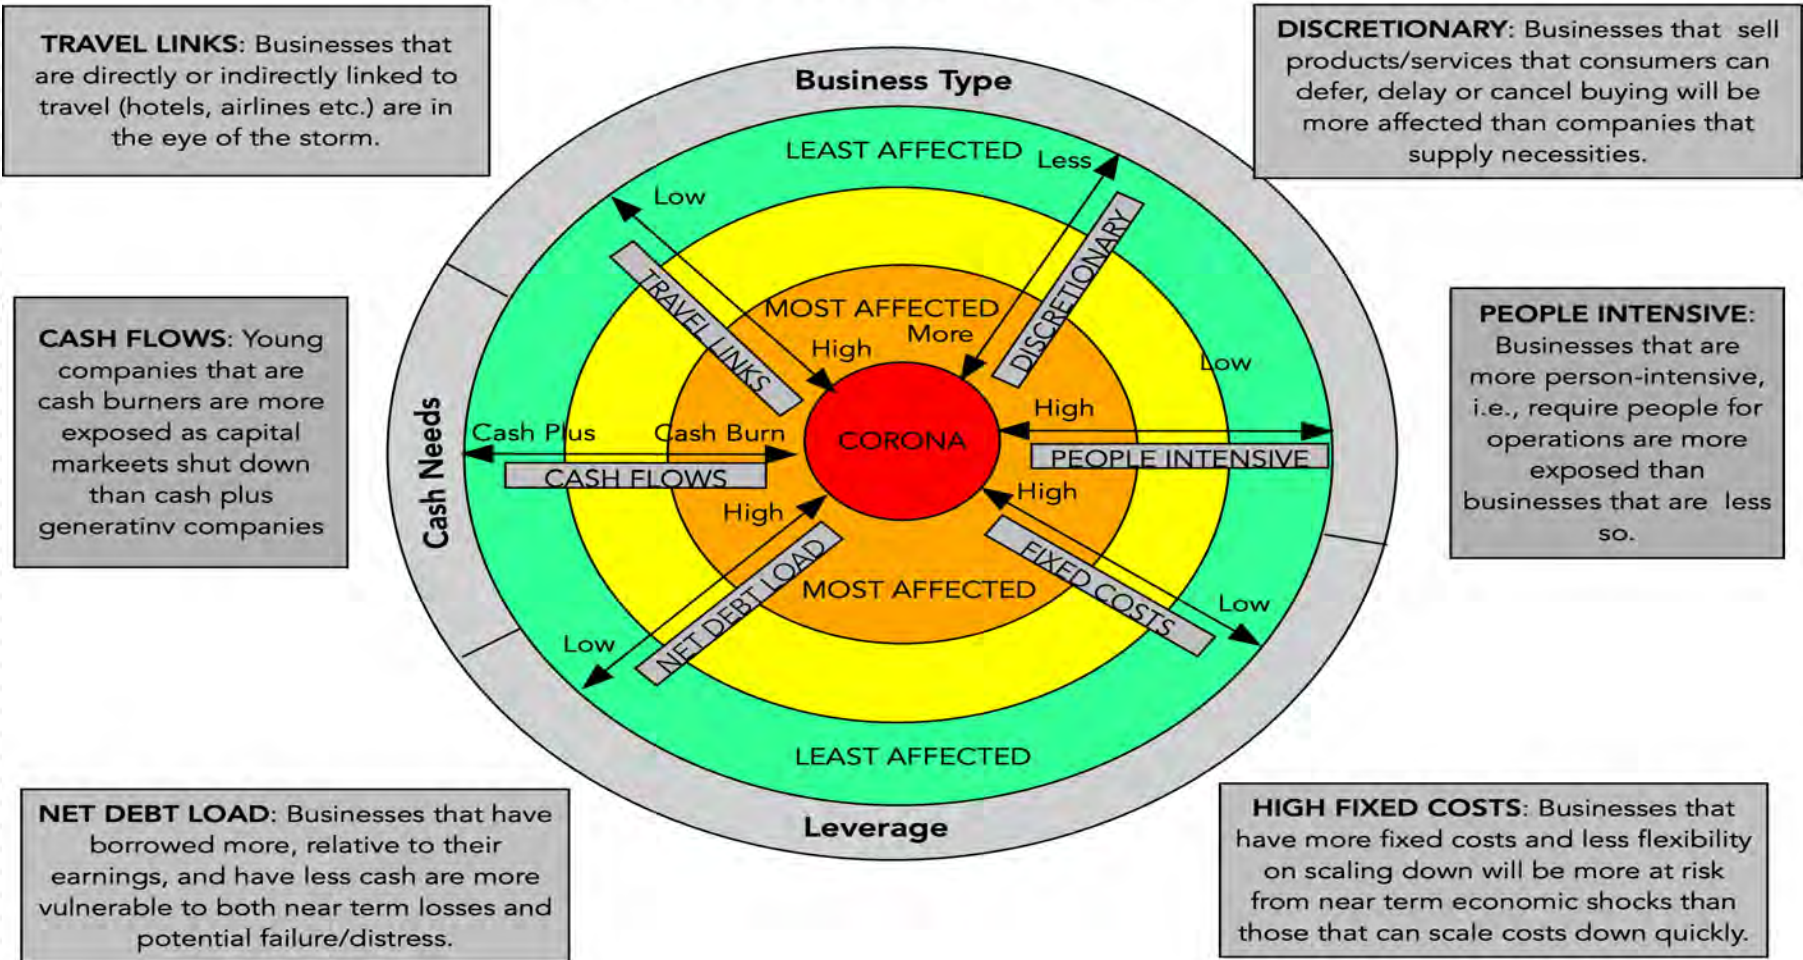 TRAVEL LINKS: Businesses that
are directly or indirectly linked to
travel (hotels, airlines etc.) are in
the eye of the storm.
DISCRETIONARY: Businesses that sell
products/services that consumers can
defer, delay or cancel buying will be
more affected than companies that
supply necessities.
Business Type
LEAST AFFECTED
Less
Low
DISCRETIONARY
TRAVEL LINKS
MOST AFFECTED
More
High
Low
CASH FLOWS: Young
companies that are
cash burners are more
exposed as capital
markeets shut down
than cash plus
generatinv companies
PEOPLE INTENSIVE:
Businesses that are
more person-intensive,
i.e., require people for
operations are more
exposed than
businesses that are less
so.
Cash Needs
Cash Plus
Cash Burn
CASH FLOWS
CORONA
High
PEOPLE INTENSIVE
High
High
NET DEBT LOAD
FIXED COSTS
MOST AFFECTED
Low
Low
LEAST AFFECTED
Leverage
NET DEBT LOAD: Businesses that have
borrowed more, relative to their
earnings, and have less cash are more
vulnerable to both near term losses and
potential failure/distress.
HIGH FIXED COSTS: Businesses that
have more fixed costs and less flexibility
on scaling down will be more at risk
from near term economic shocks than
those that can scale costs down quickly.